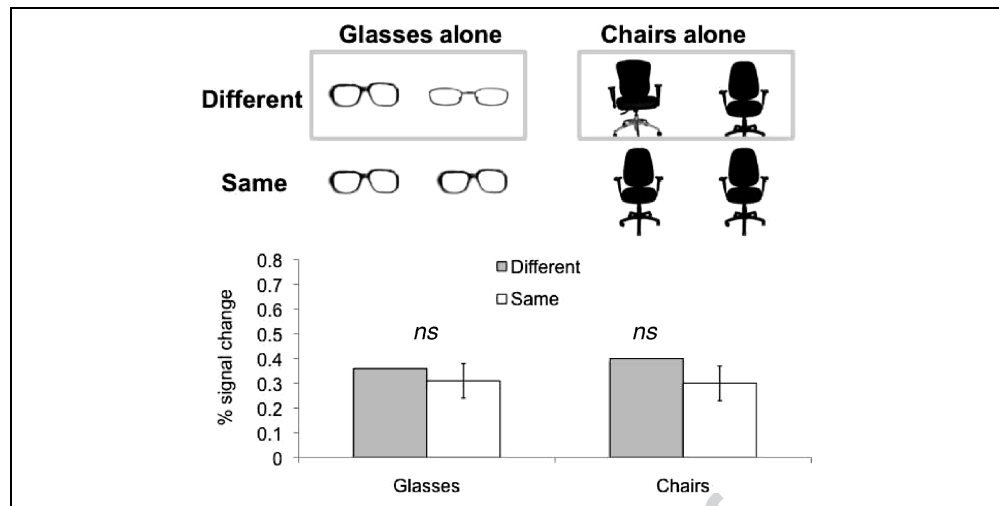 Glasses alone Chairs alone
Different
Same
% signal change
0.8
0.7
0.6
0.5
0.4
0.3
0.2
0.1
0
Different
Same
ns ns
Glasses Chairs